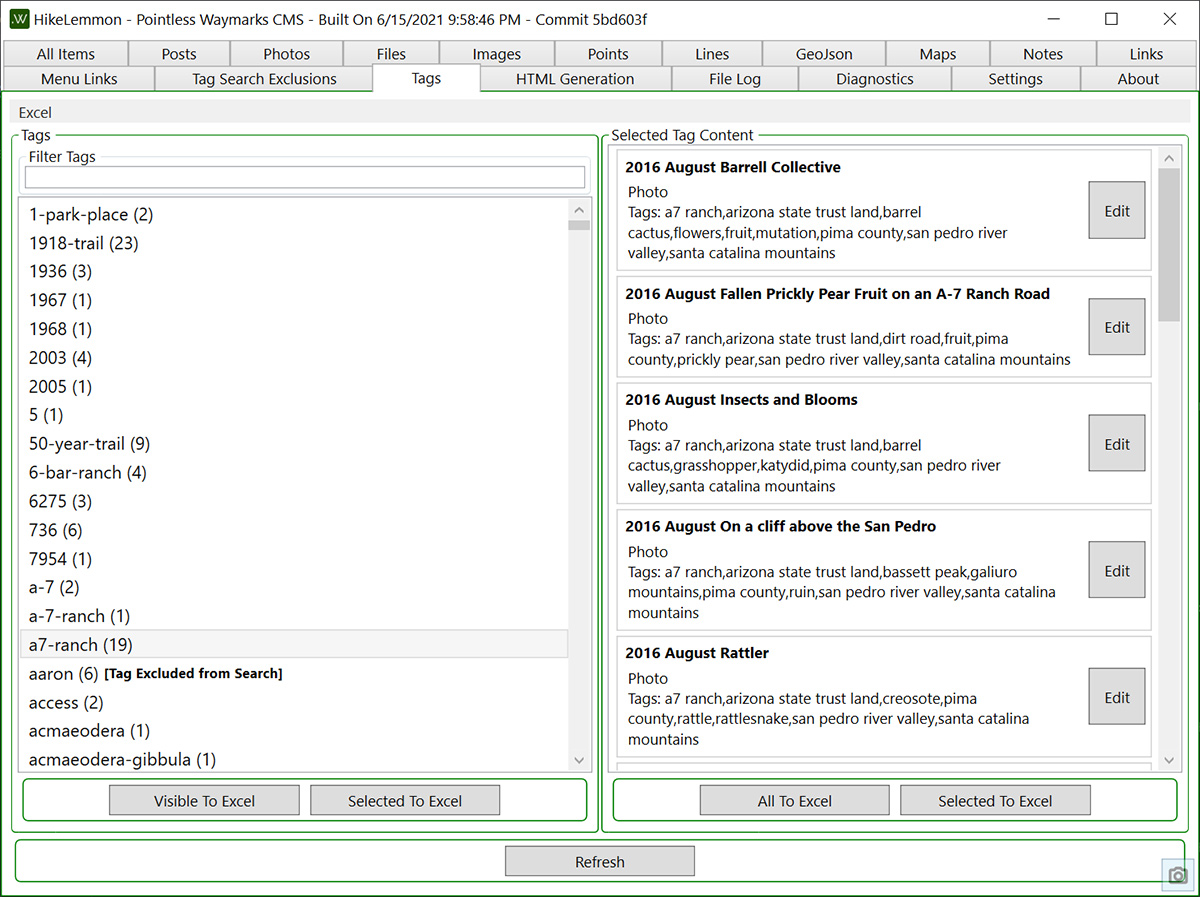 .W HikeLemmon - Pointless Waymarks CMS - Built On 6/15/2021 9:58:46 PM - Commit 5bd603f
All Items Posts Photos Files Images Points Lines GeoJson Maps Notes Links
Menu Links Tag Search Exclusions Tags HTML Generation File Log Diagnostics Settings About
Excel
Tags
Filter Tags
1-park-place (2)
1918-trail (23)
1936 (3)
1967 (1)
1968 (1)
2003 (4)
2005 (1)
5 (1)
50-year-trail (9)
6-bar-ranch (4)
6275 (3)
736 (6)
7954 (1)
a-7 (2)
a-7-ranch (1)
a7-ranch (19)
aaron (6) [Tag Excluded from Search]
access (2)
acmaeodera (1)
acmaeodera-gibbula (1)
Visible To Excel Selected To Excel
Selected Tag Content
2016 August Barrell Collective
Photo
Tags: a7 ranch,arizona state trust land,barrel
cactus,flowers,fruit,mutation,pima county,san pedro river
valley,santa catalina mountains
Edit
2016 August Fallen Prickly Pear Fruit on an A-7 Ranch Road
Photo
Tags: a7 ranch,arizona state trust land,dirt road,fruit,pima
county,prickly pear,san pedro river valley,santa catalina mountains
Edit
2016 August Insects and Blooms
Photo
Tags: a7 ranch,arizona state trust land,barrel
cactus,grasshopper,katydid,pima county,san pedro river
valley,santa catalina mountains
Edit
2016 August On a cliff above the San Pedro
Photo
Tags: a7 ranch,arizona state trust land,bassett peak,galiuro
mountains,pima county,ruin,san pedro river valley,santa catalina
mountains
Edit
2016 August Rattler
Photo
Tags: a7 ranch,arizona state trust land,creosote,pima
county,rattle,rattlesnake,san pedro river valley,santa catalina
mountains
Edit
All To Excel Selected To Excel
Refresh